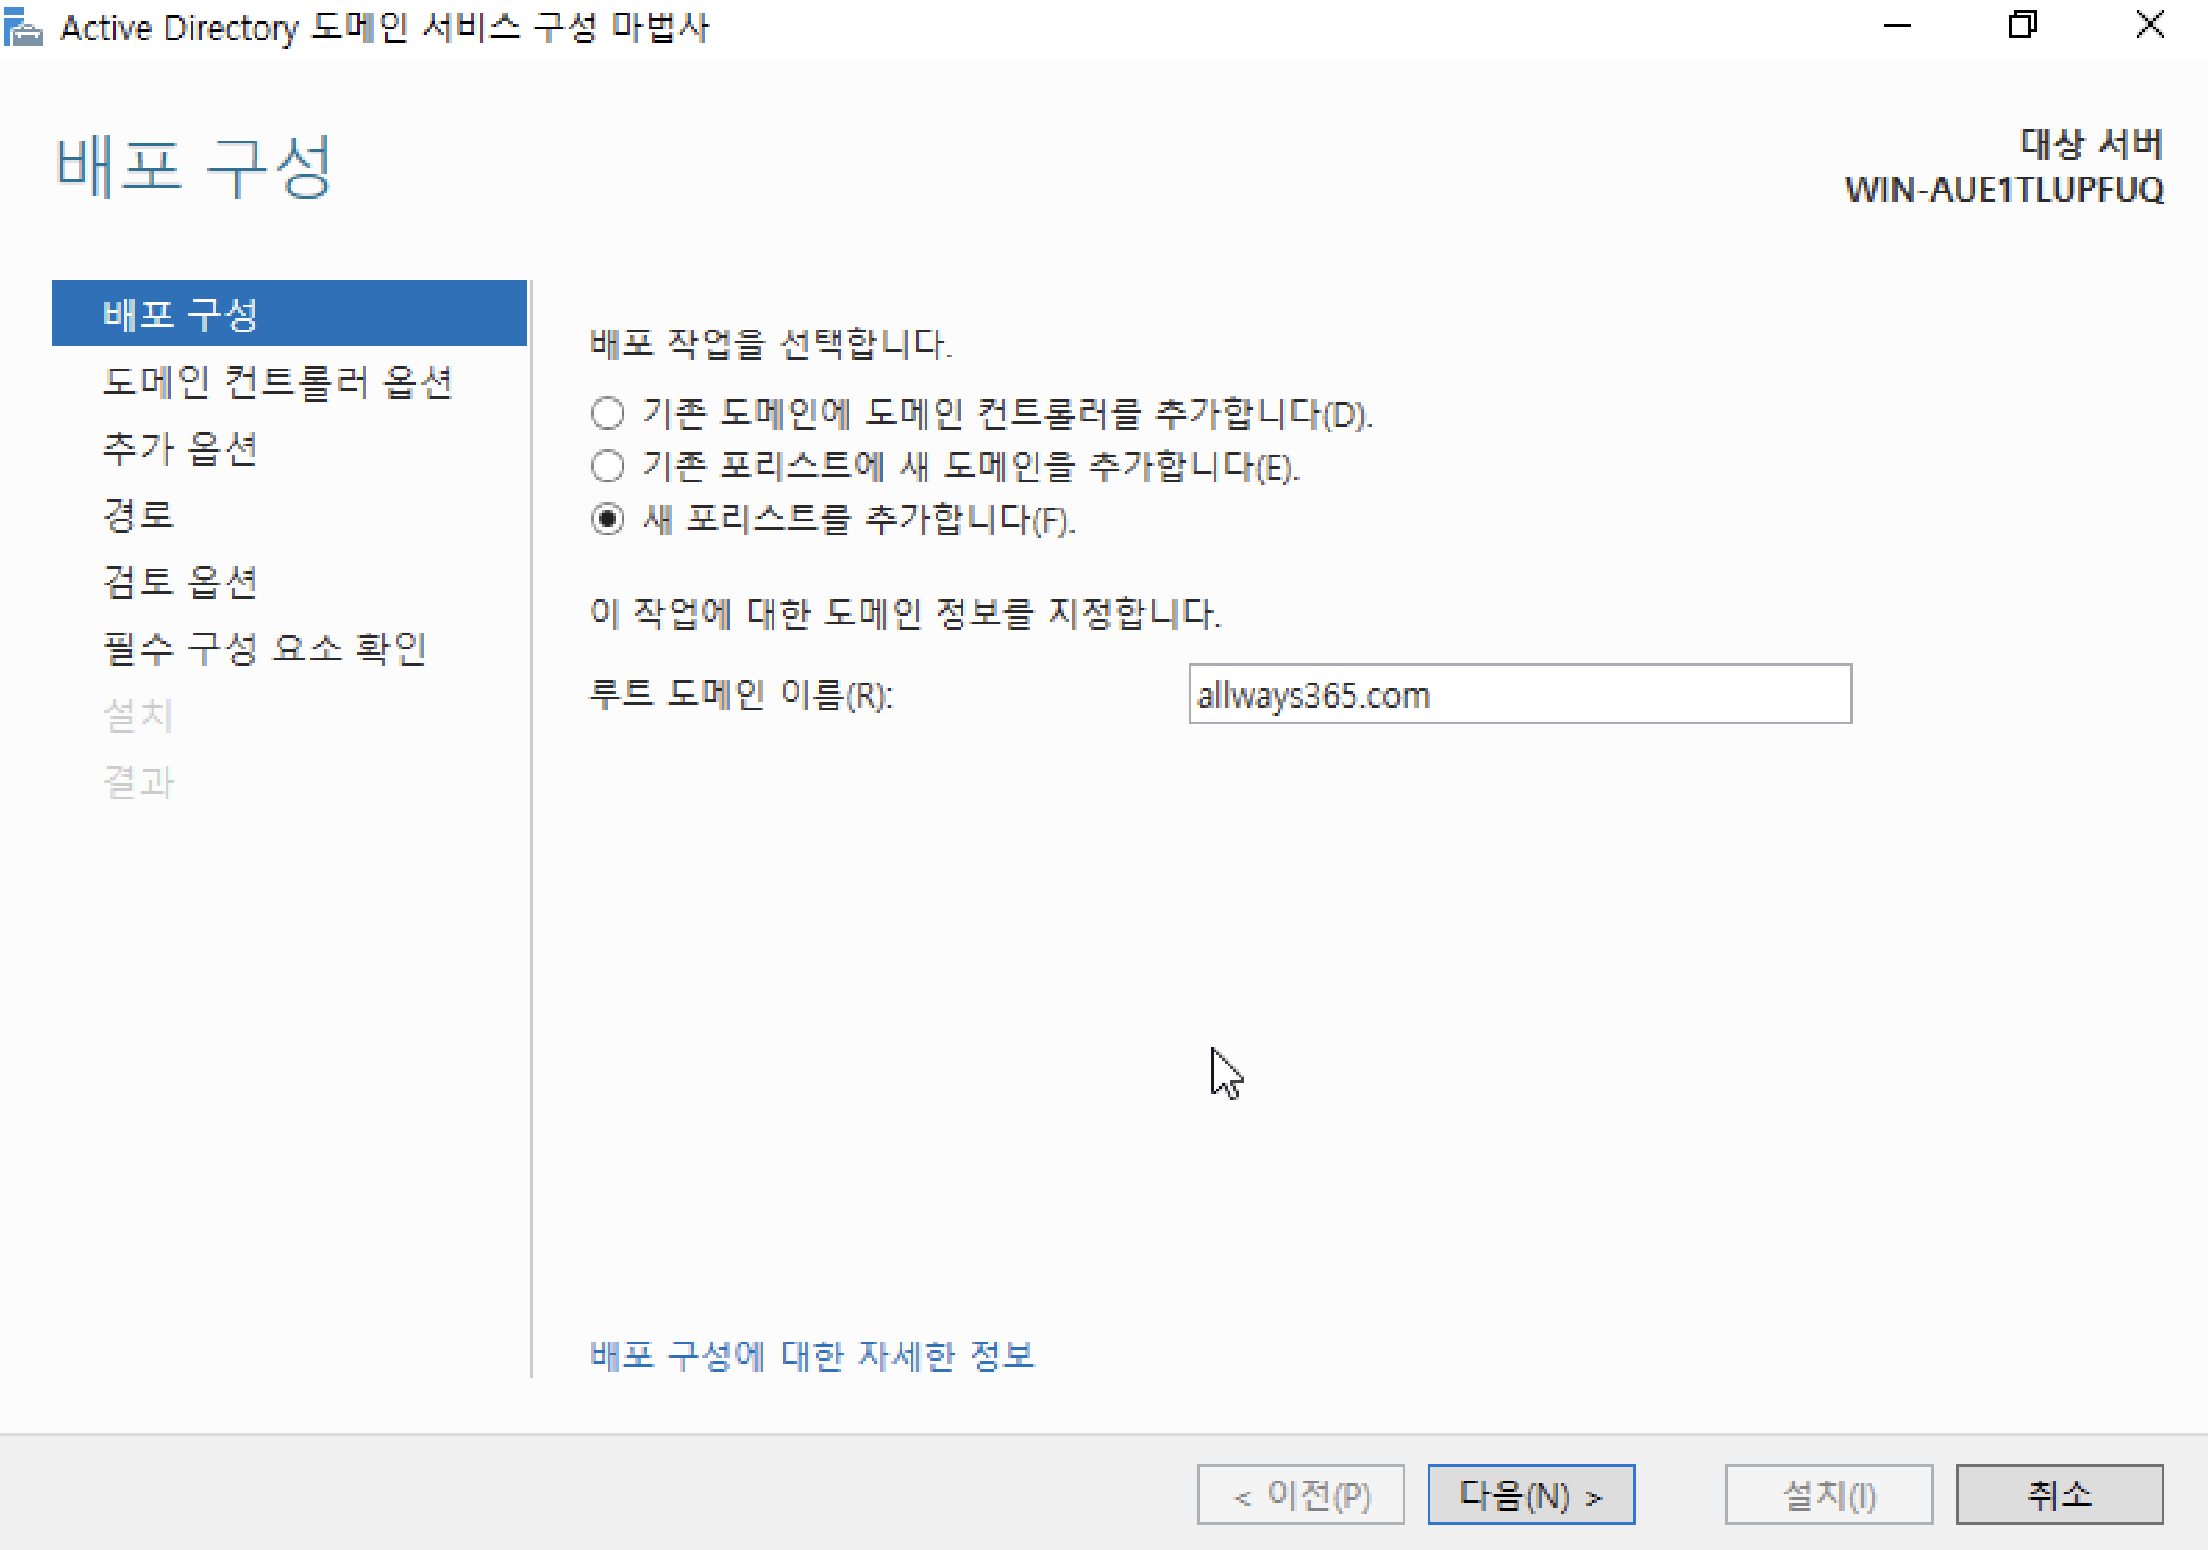 Active Directory 도메인 서비스 구성 마법사
배포 구성
대상 서버
WIN-AUE1TLUPFUQ
배포 구성
도메인 컨트롤러 옵션
추가 옵션
경로
검토 옵션
필수 구성 요소 확인
설치
결과
배포 작업을 선택합니다.
기존 도메인에 도메인 컨트롤러를 추가합니다(D).
기존 포리스트에 새 도메인을 추가합니다(E).
새 포리스트를 추가합니다(F).
이 작업에 대한 도메인 정보를 지정합니다.
루트 도메인 이름(R): allways365.com
배포 구성에 대한 자세한 정보
< 이전(P) 다음(N) > 설치(I) 취소